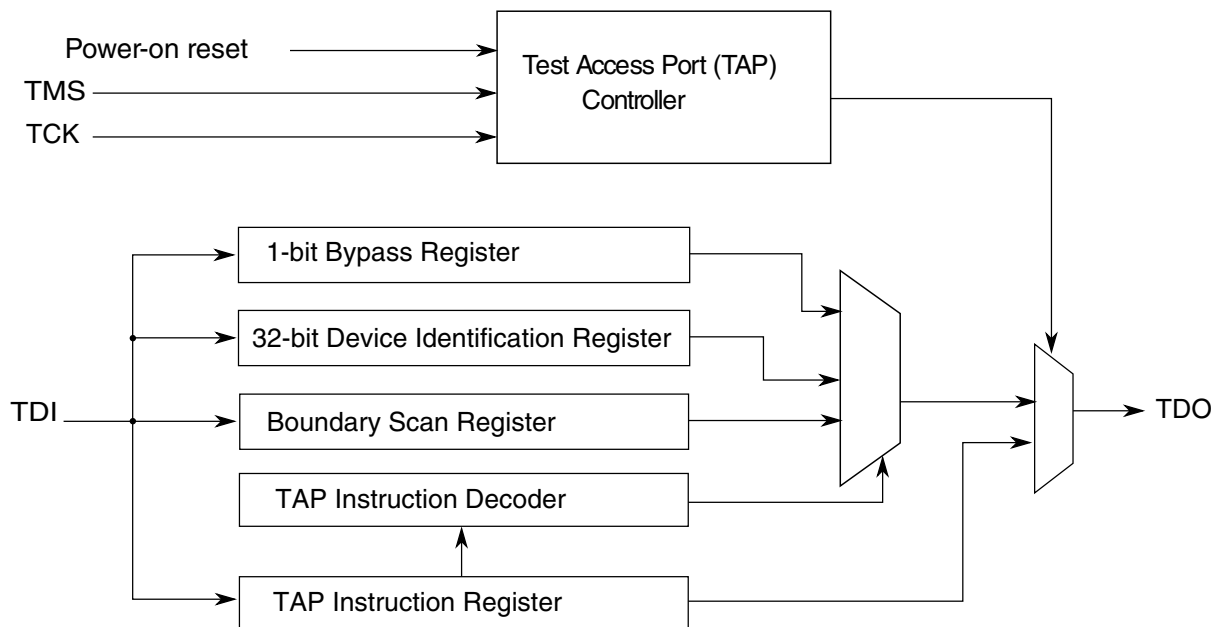 Power-on reset
TMS
TCK
Test Access Port (TAP)
Controller
1-bit Bypass Register
32-bit Device Identification Register
TDI
Boundary Scan Register
TDO
TAP Instruction Decoder
TAP Instruction Register